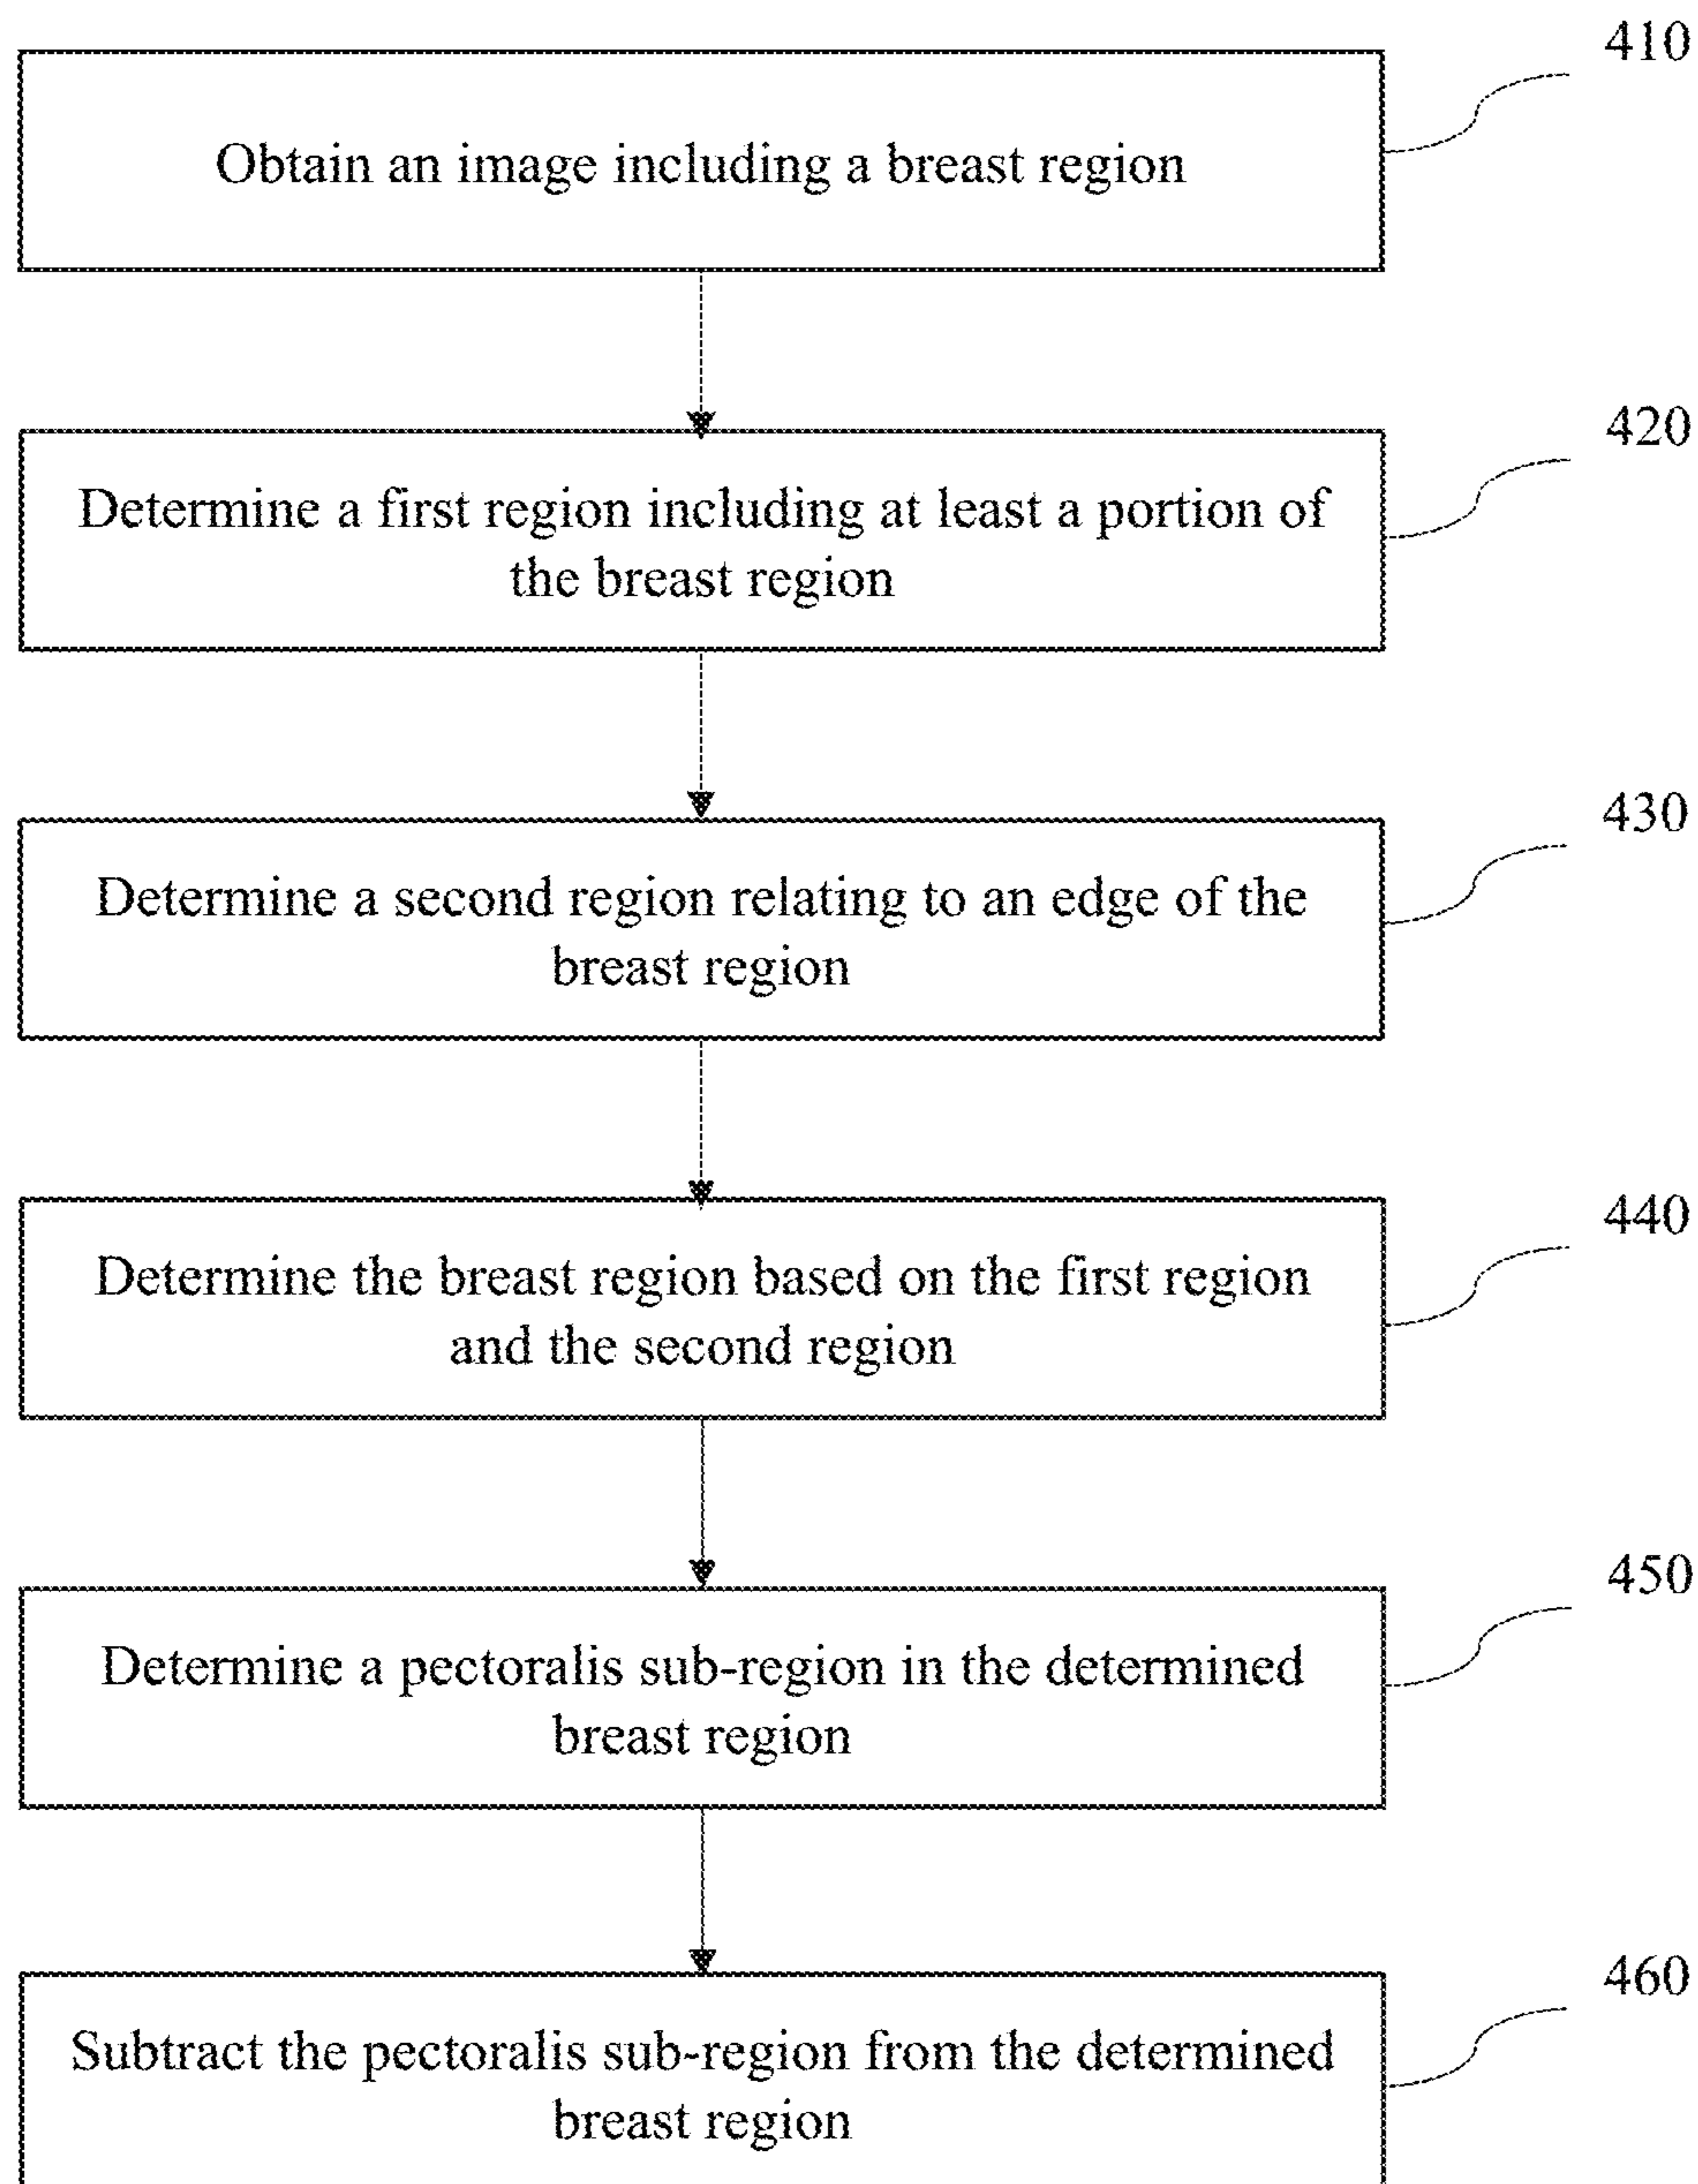 410
Obtain an image including a breast region
420
Determine a first region including at least a portion of
the breast region
430
Determine a second region relating to an edge of the
breast region
440
Determine the breast region based on the first region
and the second region
450
Determine a pectoralis sub-region in the determined
breast region
460
Subtract the pectoralis sub-region from the determined
breast region